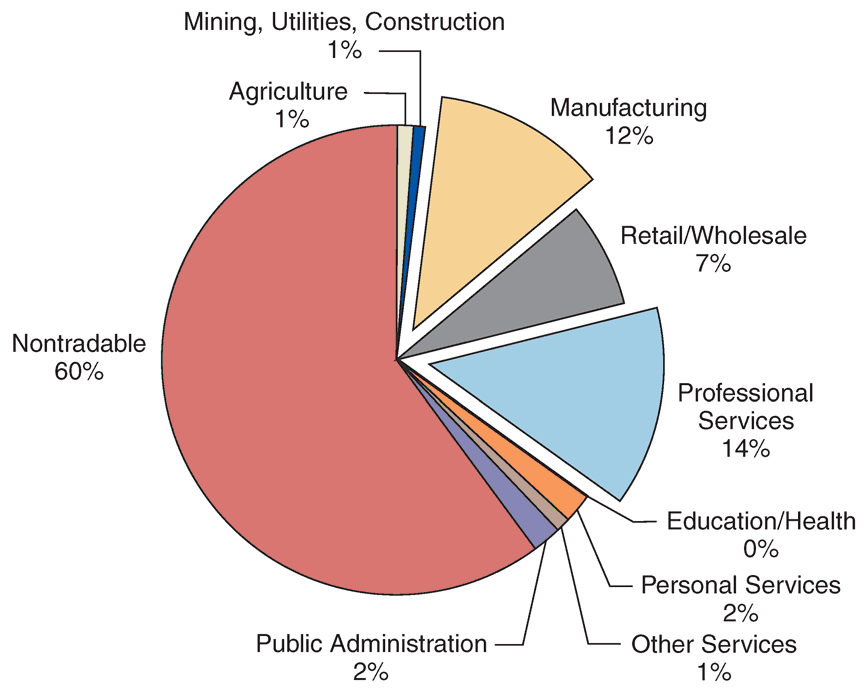 Mining, Utilities, Construction
1%
Agriculture
1%
Manufacturing
12%
Retail/Wholesale
7%
Nontradable
60%
Professional
Services
14%
Education/Health
0%
Personal Services
2%
Public Administration
2%
Other Services
1%